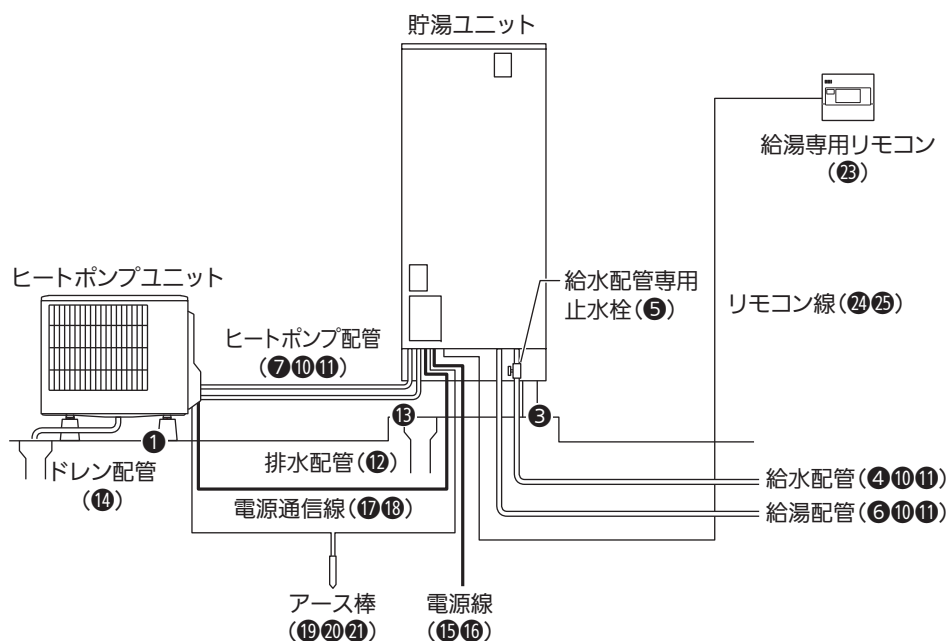 貯湯ユニット
給湯専用リモコン
(㉓)
ヒートポンプユニット
給水配管専用
止水栓(❺)
リモコン線(㉔㉕)
ヒートポンプ配管
(❼❿⓫)
⓭
❸
❶
ドレン配管
(⓮)
排水配管(⓬)
給水配管(❹❿⓫)
電源通信線(⓱⓲)
給湯配管(❻❿⓫)
アース棒
(⓳⓴㉑)
電源線
(⓯⓰)